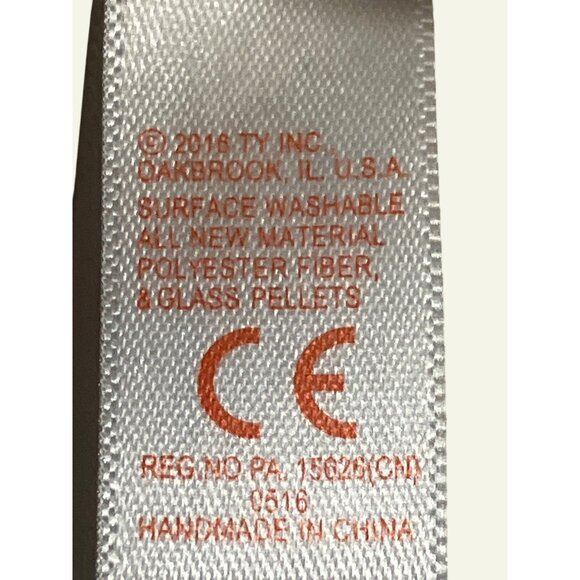 © 2016 TY INC.,
OAKBROOK, IL. U.S.A.
SURFACE WASHABLE
ALL NEW MATERIAL
POLYESTER FIBER,
& GLASS PELLETS
CE
REG.NO PA. 15626(CN)
0516
HANDMADE IN CHINA